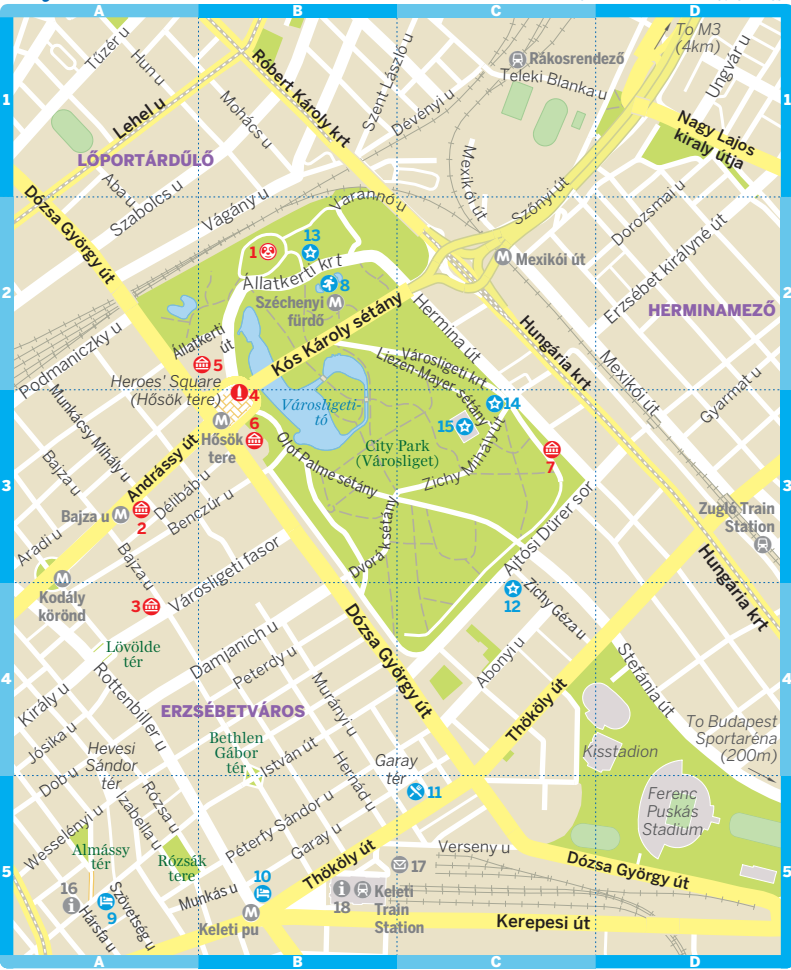 A
B
C
D
To M3
(4km)
Tüzér u
Hun u
Róbert Károly krt
Szent László u
Rákosrendező
Teleki Blanka u
Ungvár u
1
1
Lehel u
Mohács u
Dévényi u
Nagy Lajos
király útja
LŐPORTÁRDŰLŐ
Mexikói út
Aba u
Szabolcs u
Vágány u
Varannó u
Szőnyi út
Dorozsmai u
Dózsa György út
1
13
Mexikói út
Erzsébet királyné út
Állatkerti krt
8
2
2
Széchenyi
fürdő
HERMINAMEZŐ
Kós Károly sétány
Hermina út
Hungária krt
Podmaniczky u
Állatkerti
út
5
Városligeti krt
Liezen-Mayer sétány
Mexikói út
Gyarmat u
Heroes' Square
(Hősök tere)
4
Városligeti-
tó
14
Munkácsy Mihály u
6
15
Hősök
tere
City Park
(Városliget)
Zichy Mihály út
7
Andrássy út
Olof Palme sétány
Bajza u
Délibáb u
Benczúr u
3
3
Bajza u
2
Aradi u
Dvorák sétány
Ajtósi Dürer sor
Zugló Train
Station
Bajza u
Városligeti fasor
Hungária krt
Kodály
körönd
3
12
Zichy Géza u
Dózsa György út
Lövölde
tér
Damjanich u
Peterdy u
Abonyi u
Stefánia út
4
4
Király u
Rottenbiller u
Murányi u
ERZSÉBETVÁROS
Thököly út
Jósika u
Hevesi
Sándor
tér
Bethlen
Gábor
tér
István út
Hernád u
Garay
tér
Kisstadion
To Budapest
Sportaréna
(200m)
Dob u
Izabella u
Rózsa u
11
Ferenc
Puskás
Stadium
Wesselényi u
Péterfy Sándor u
Garay u
Almássy
tér
Rózsák
tere
Thököly út
Verseny u
5
5
17
Dózsa György út
16
10
Munkás u
9
Szövetség u
Hársfa u
Keleti pu
18
Keleti
Train
Station
Kerepesi út
A
B
C
D